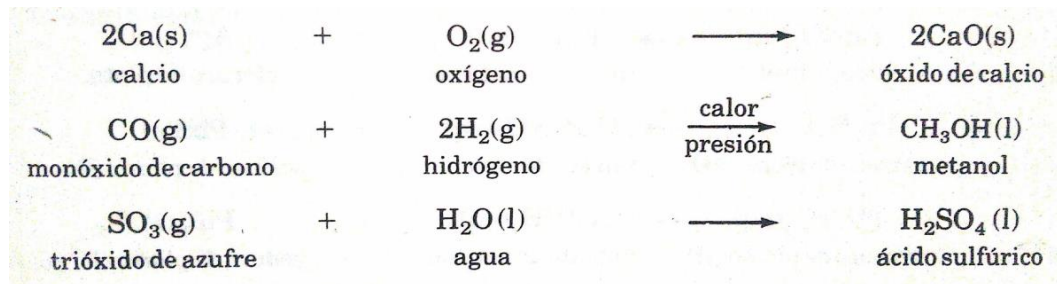 2Ca(s) + O₂(g) ⟶ 2CaO(s)
calcio oxígeno óxido de calcio
calor
CO(g) + 2H₂(g) ⟶ CH₃OH(l)
presión
monóxido de carbono hidrógeno metanol
SO₃(g) + H₂O (l) ⟶ H₂SO₄ (l)
trióxido de azufre agua ácido sulfúrico